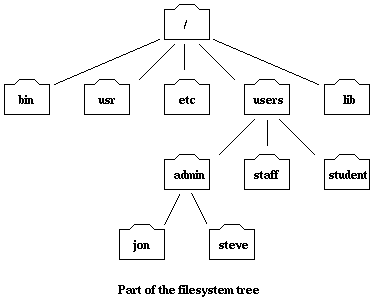 /
bin usr etc users lib
admin staff student
jon steve
Part of the filesystem tree